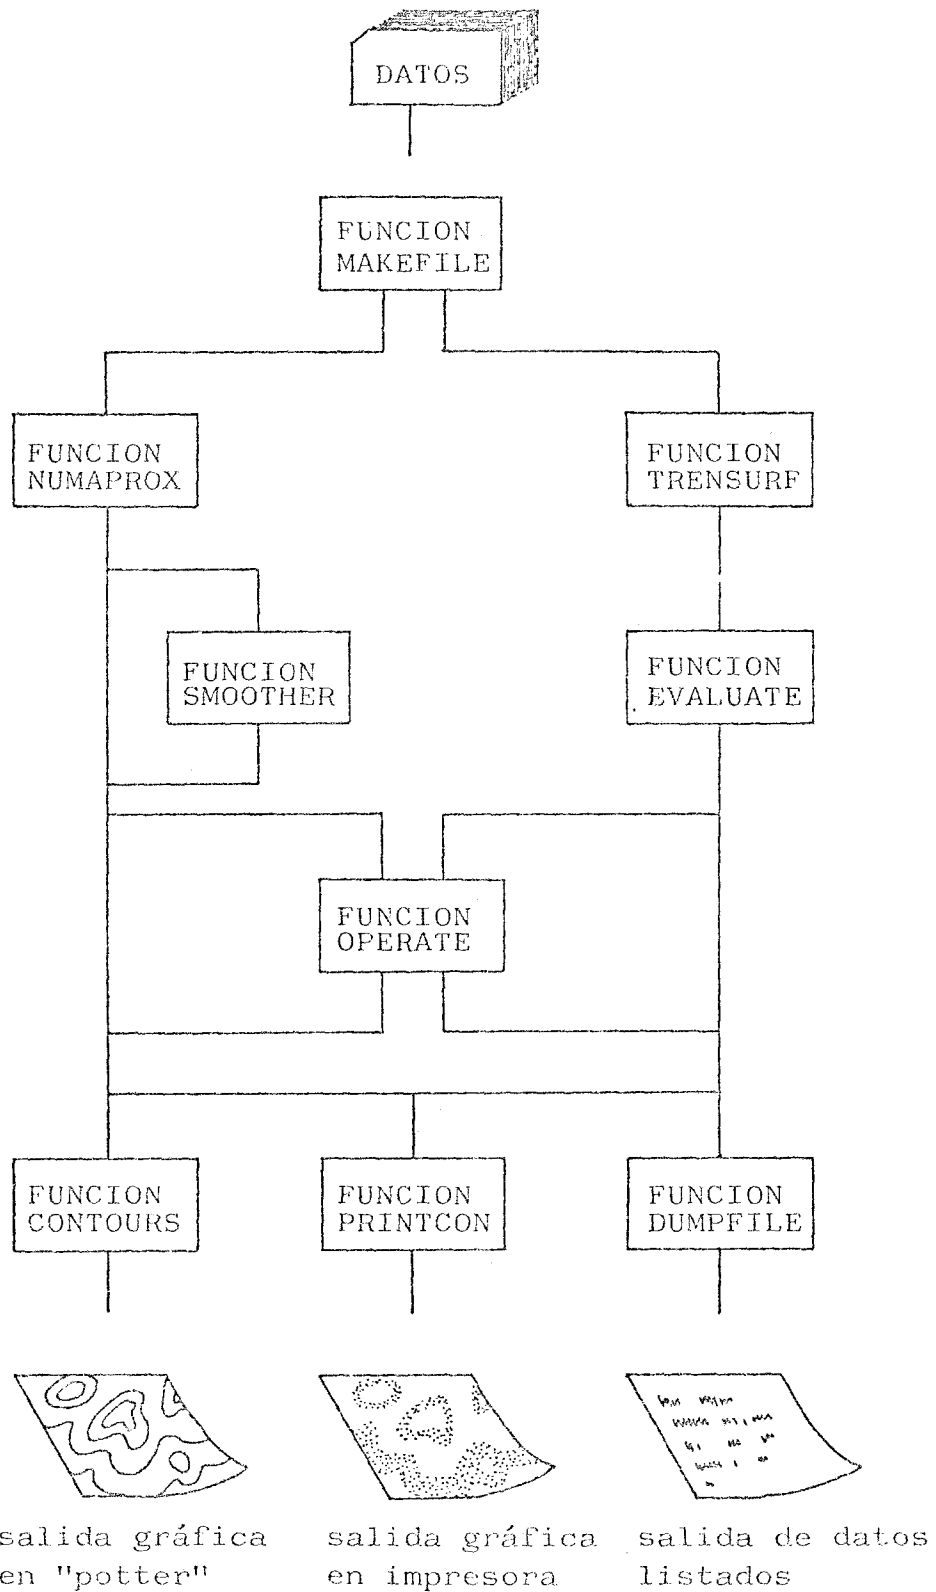 DATOS
FUNCION
MAKEFILE
FUNCION
NUMAPROX
FUNCION
TRENSURF
FUNCION
SMOOTHER
FUNCION
EVALUATE
FUNCION
OPERATE
FUNCION
CONTOURS
FUNCION
PRINTCON
FUNCION
DUMPFILE
salida gráfica
en "potter"
salida gráfica
en impresora
salida de datos
listados